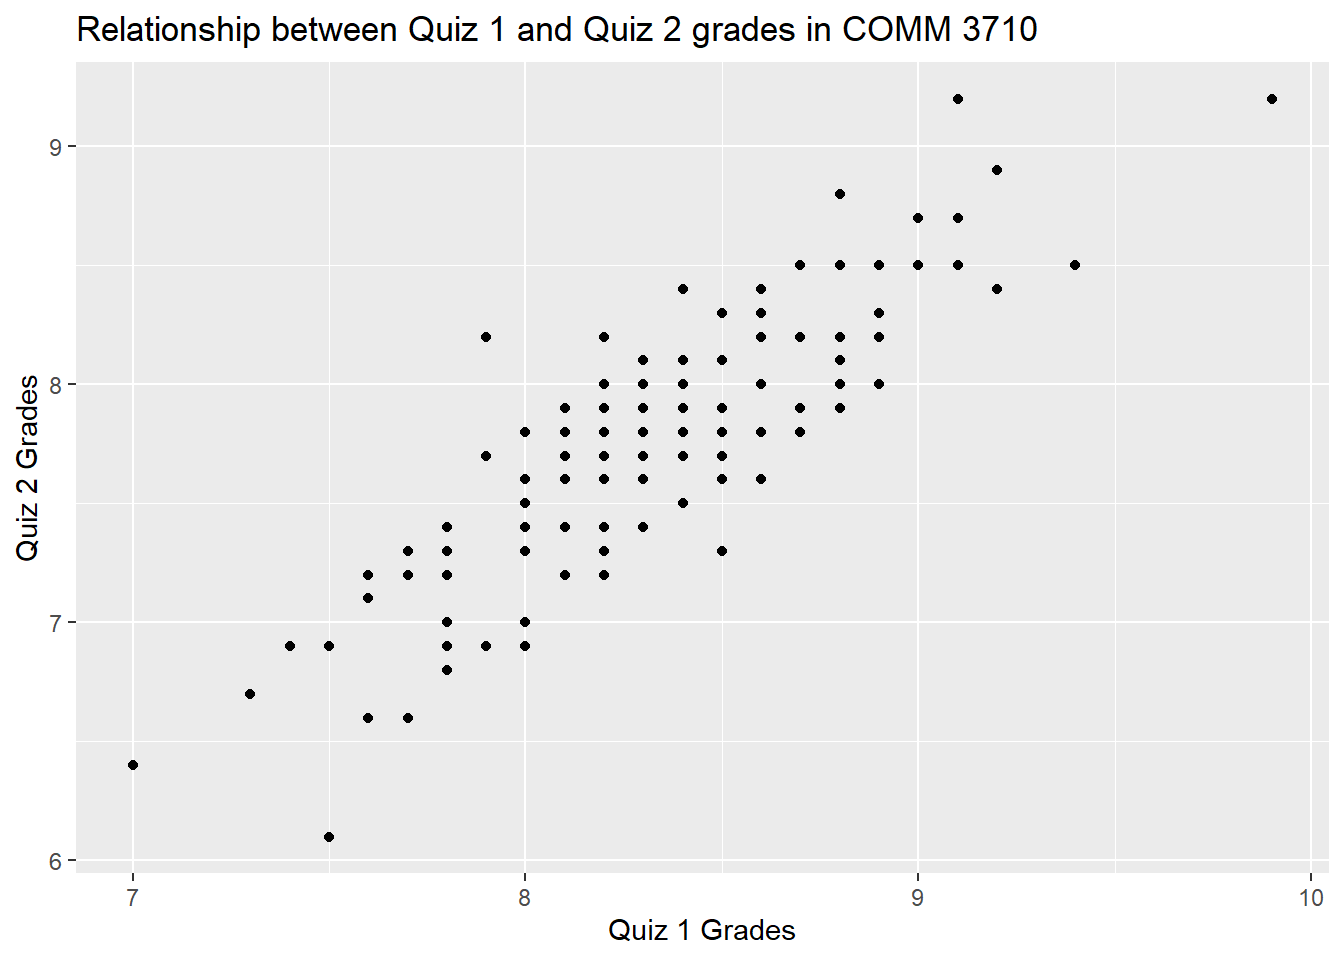 Relationship between Quiz 1 and Quiz 2 grades in COMM 3710
9
8
7
6
Quiz 2 Grades
7 8 9 10
Quiz 1 Grades